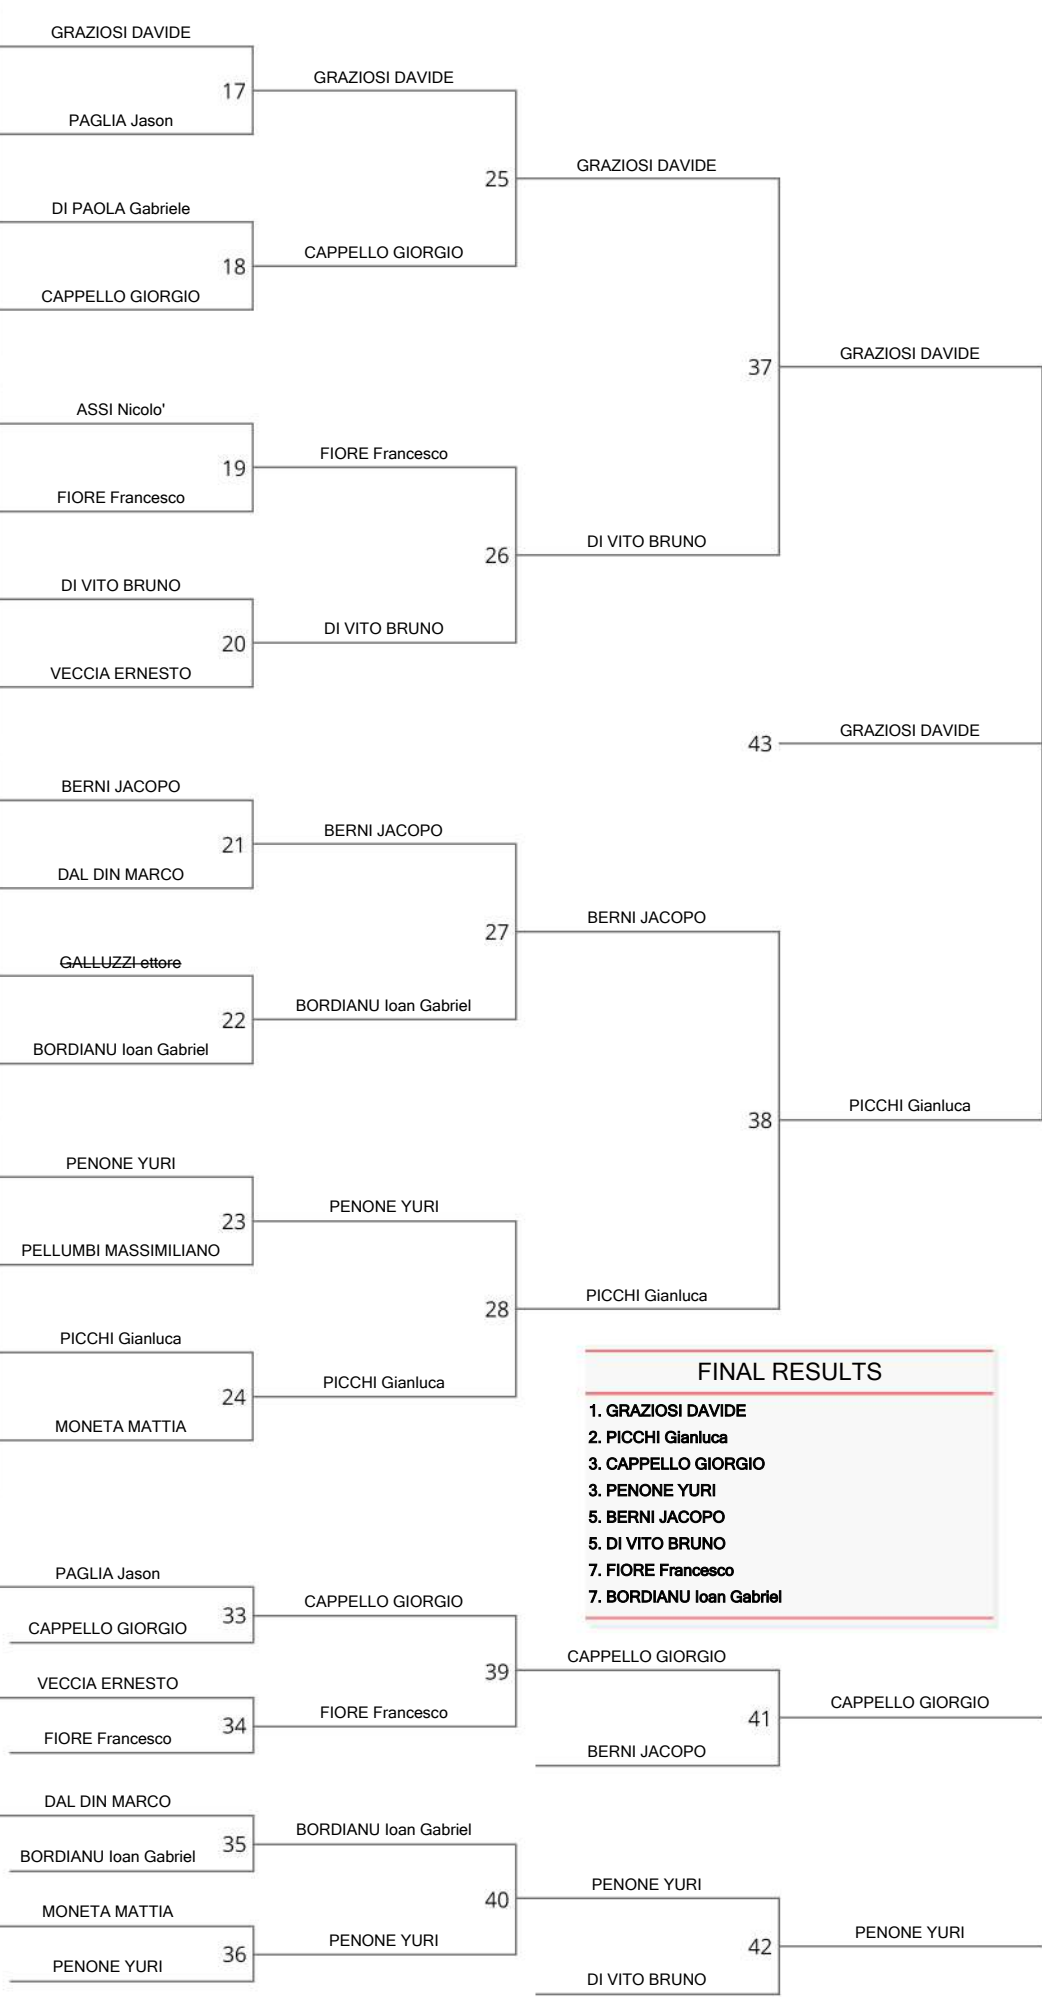 GRAZIOSI DAVIDE
17
GRAZIOSI DAVIDE
PAGLIA Jason
25
GRAZIOSI DAVIDE
DI PAOLA Gabriele
18
CAPPELLO GIORGIO
CAPPELLO GIORGIO
37
GRAZIOSI DAVIDE
ASSI Nicolo'
19
FIORE Francesco
FIORE Francesco
26
DI VITO BRUNO
DI VITO BRUNO
20
DI VITO BRUNO
VECCIA ERNESTO
43
GRAZIOSI DAVIDE
BERNI JACOPO
21
BERNI JACOPO
DAL DIN MARCO
27
BERNI JACOPO
GALLUZZI ettore
22
BORDIANU Ioan Gabriel
BORDIANU Ioan Gabriel
38
PICCHI Gianluca
PENONE YURI
23
PENONE YURI
PELLUMBI MASSIMILIANO
28
PICCHI Gianluca
PICCHI Gianluca
24
PICCHI Gianluca
MONETA MATTIA
FINAL RESULTS
1. GRAZIOSI DAVIDE
2. PICCHI Gianluca
3. CAPPELLO GIORGIO
3. PENONE YURI
5. BERNI JACOPO
5. DI VITO BRUNO
7. FIORE Francesco
7. BORDIANU Ioan Gabriel
PAGLIA Jason
33
CAPPELLO GIORGIO
CAPPELLO GIORGIO
39
CAPPELLO GIORGIO
VECCIA ERNESTO
34
FIORE Francesco
FIORE Francesco
41
CAPPELLO GIORGIO
BERNI JACOPO
DAL DIN MARCO
35
BORDIANU Ioan Gabriel
BORDIANU Ioan Gabriel
40
PENONE YURI
MONETA MATTIA
36
PENONE YURI
PENONE YURI
42
PENONE YURI
DI VITO BRUNO